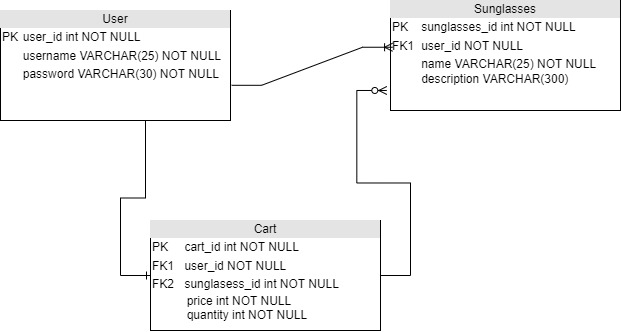 User
PK user_id int NOT NULL
username VARCHAR(25) NOT NULL
password VARCHAR(30) NOT NULL
Sunglasses
PK sunglasses_id int NOT NULL
FK1 user_id NOT NULL
name VARCHAR(25) NOT NULL
description VARCHAR(300)
Cart
PK cart_id int NOT NULL
FK1 user_id NOT NULL
FK2 sunglasess_id int NOT NULL
price int NOT NULL
quantity int NOT NULL